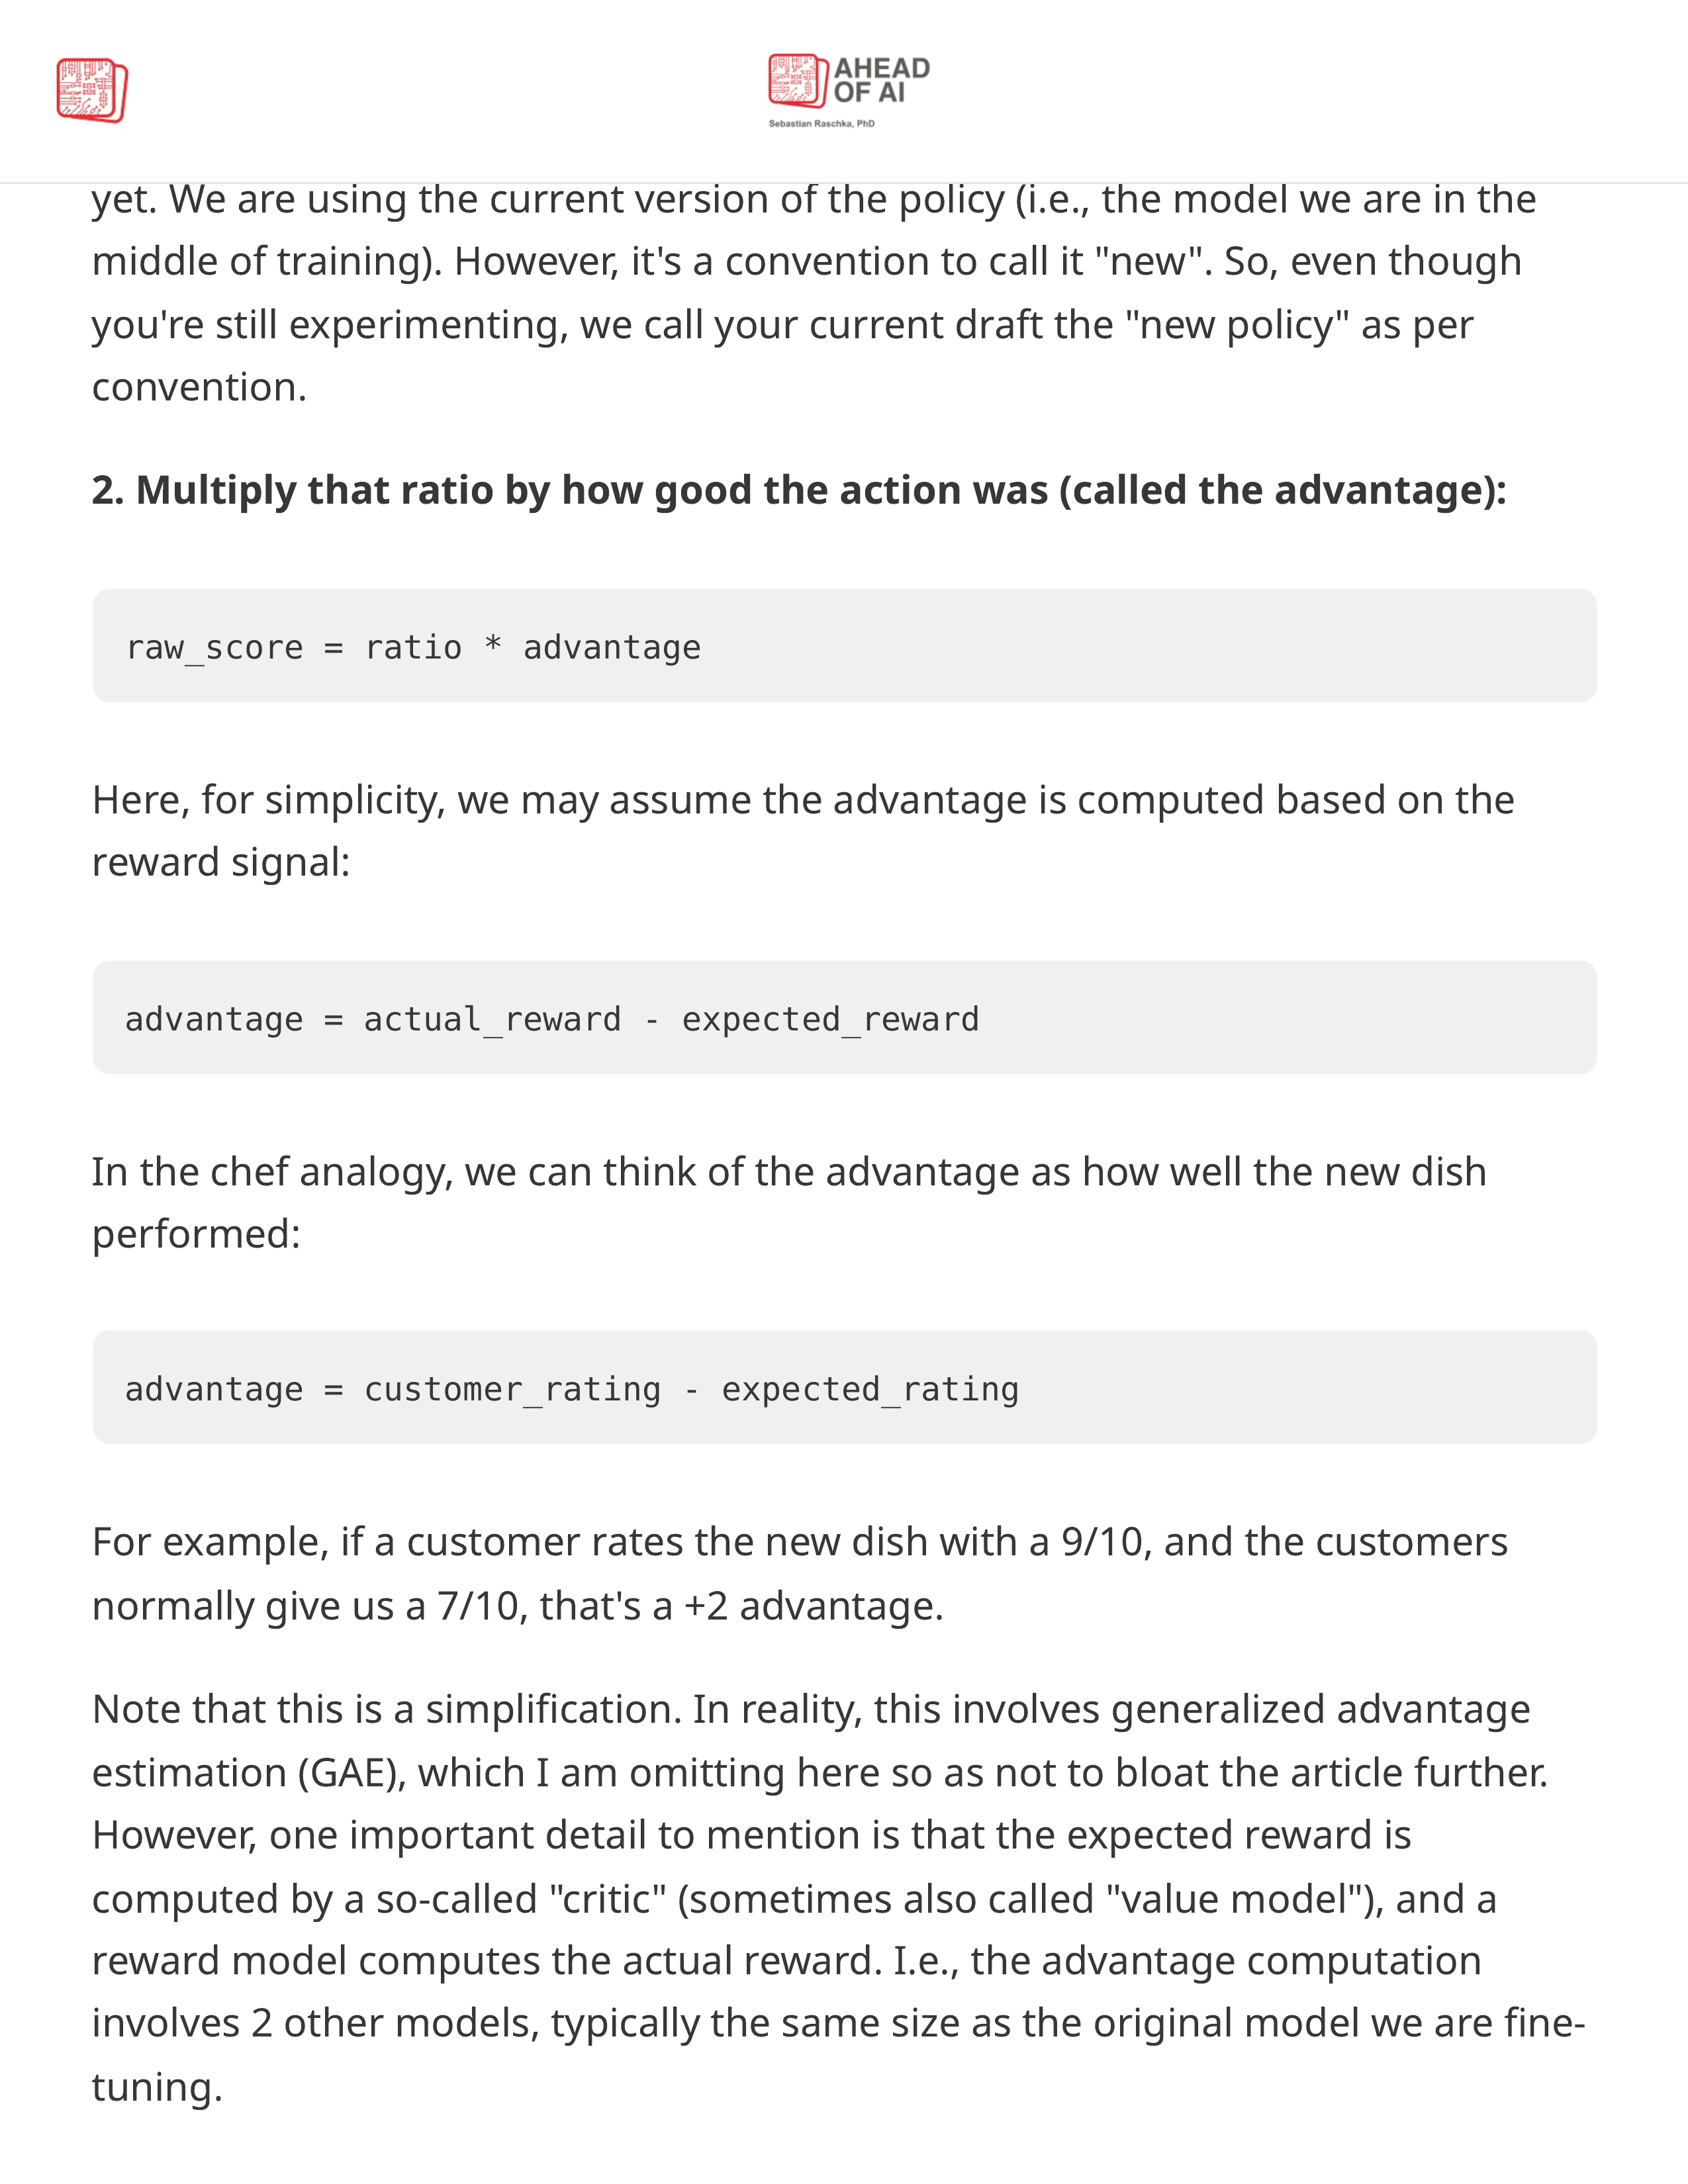 AHEAD
OF AI
Sebastian Raschka, PhD
yet. We are using the current version of the policy (i.e., the model we are in the
middle of training). However, it's a convention to call it "new". So, even though
you're still experimenting, we call your current draft the "new policy" as per
convention.
2. Multiply that ratio by how good the action was (called the advantage):
raw_score = ratio * advantage
Here, for simplicity, we may assume the advantage is computed based on the
reward signal:
advantage = actual_reward - expected_reward
In the chef analogy, we can think of the advantage as how well the new dish
performed:
advantage = customer_rating - expected_rating
For example, if a customer rates the new dish with a 9/10, and the customers
normally give us a 7/10, that's a +2 advantage.
Note that this is a simplification. In reality, this involves generalized advantage
estimation (GAE), which I am omitting here so as not to bloat the article further.
However, one important detail to mention is that the expected reward is
computed by a so-called "critic" (sometimes also called "value model"), and a
reward model computes the actual reward. I.e., the advantage computation
involves 2 other models, typically the same size as the original model we are fine-
tuning.